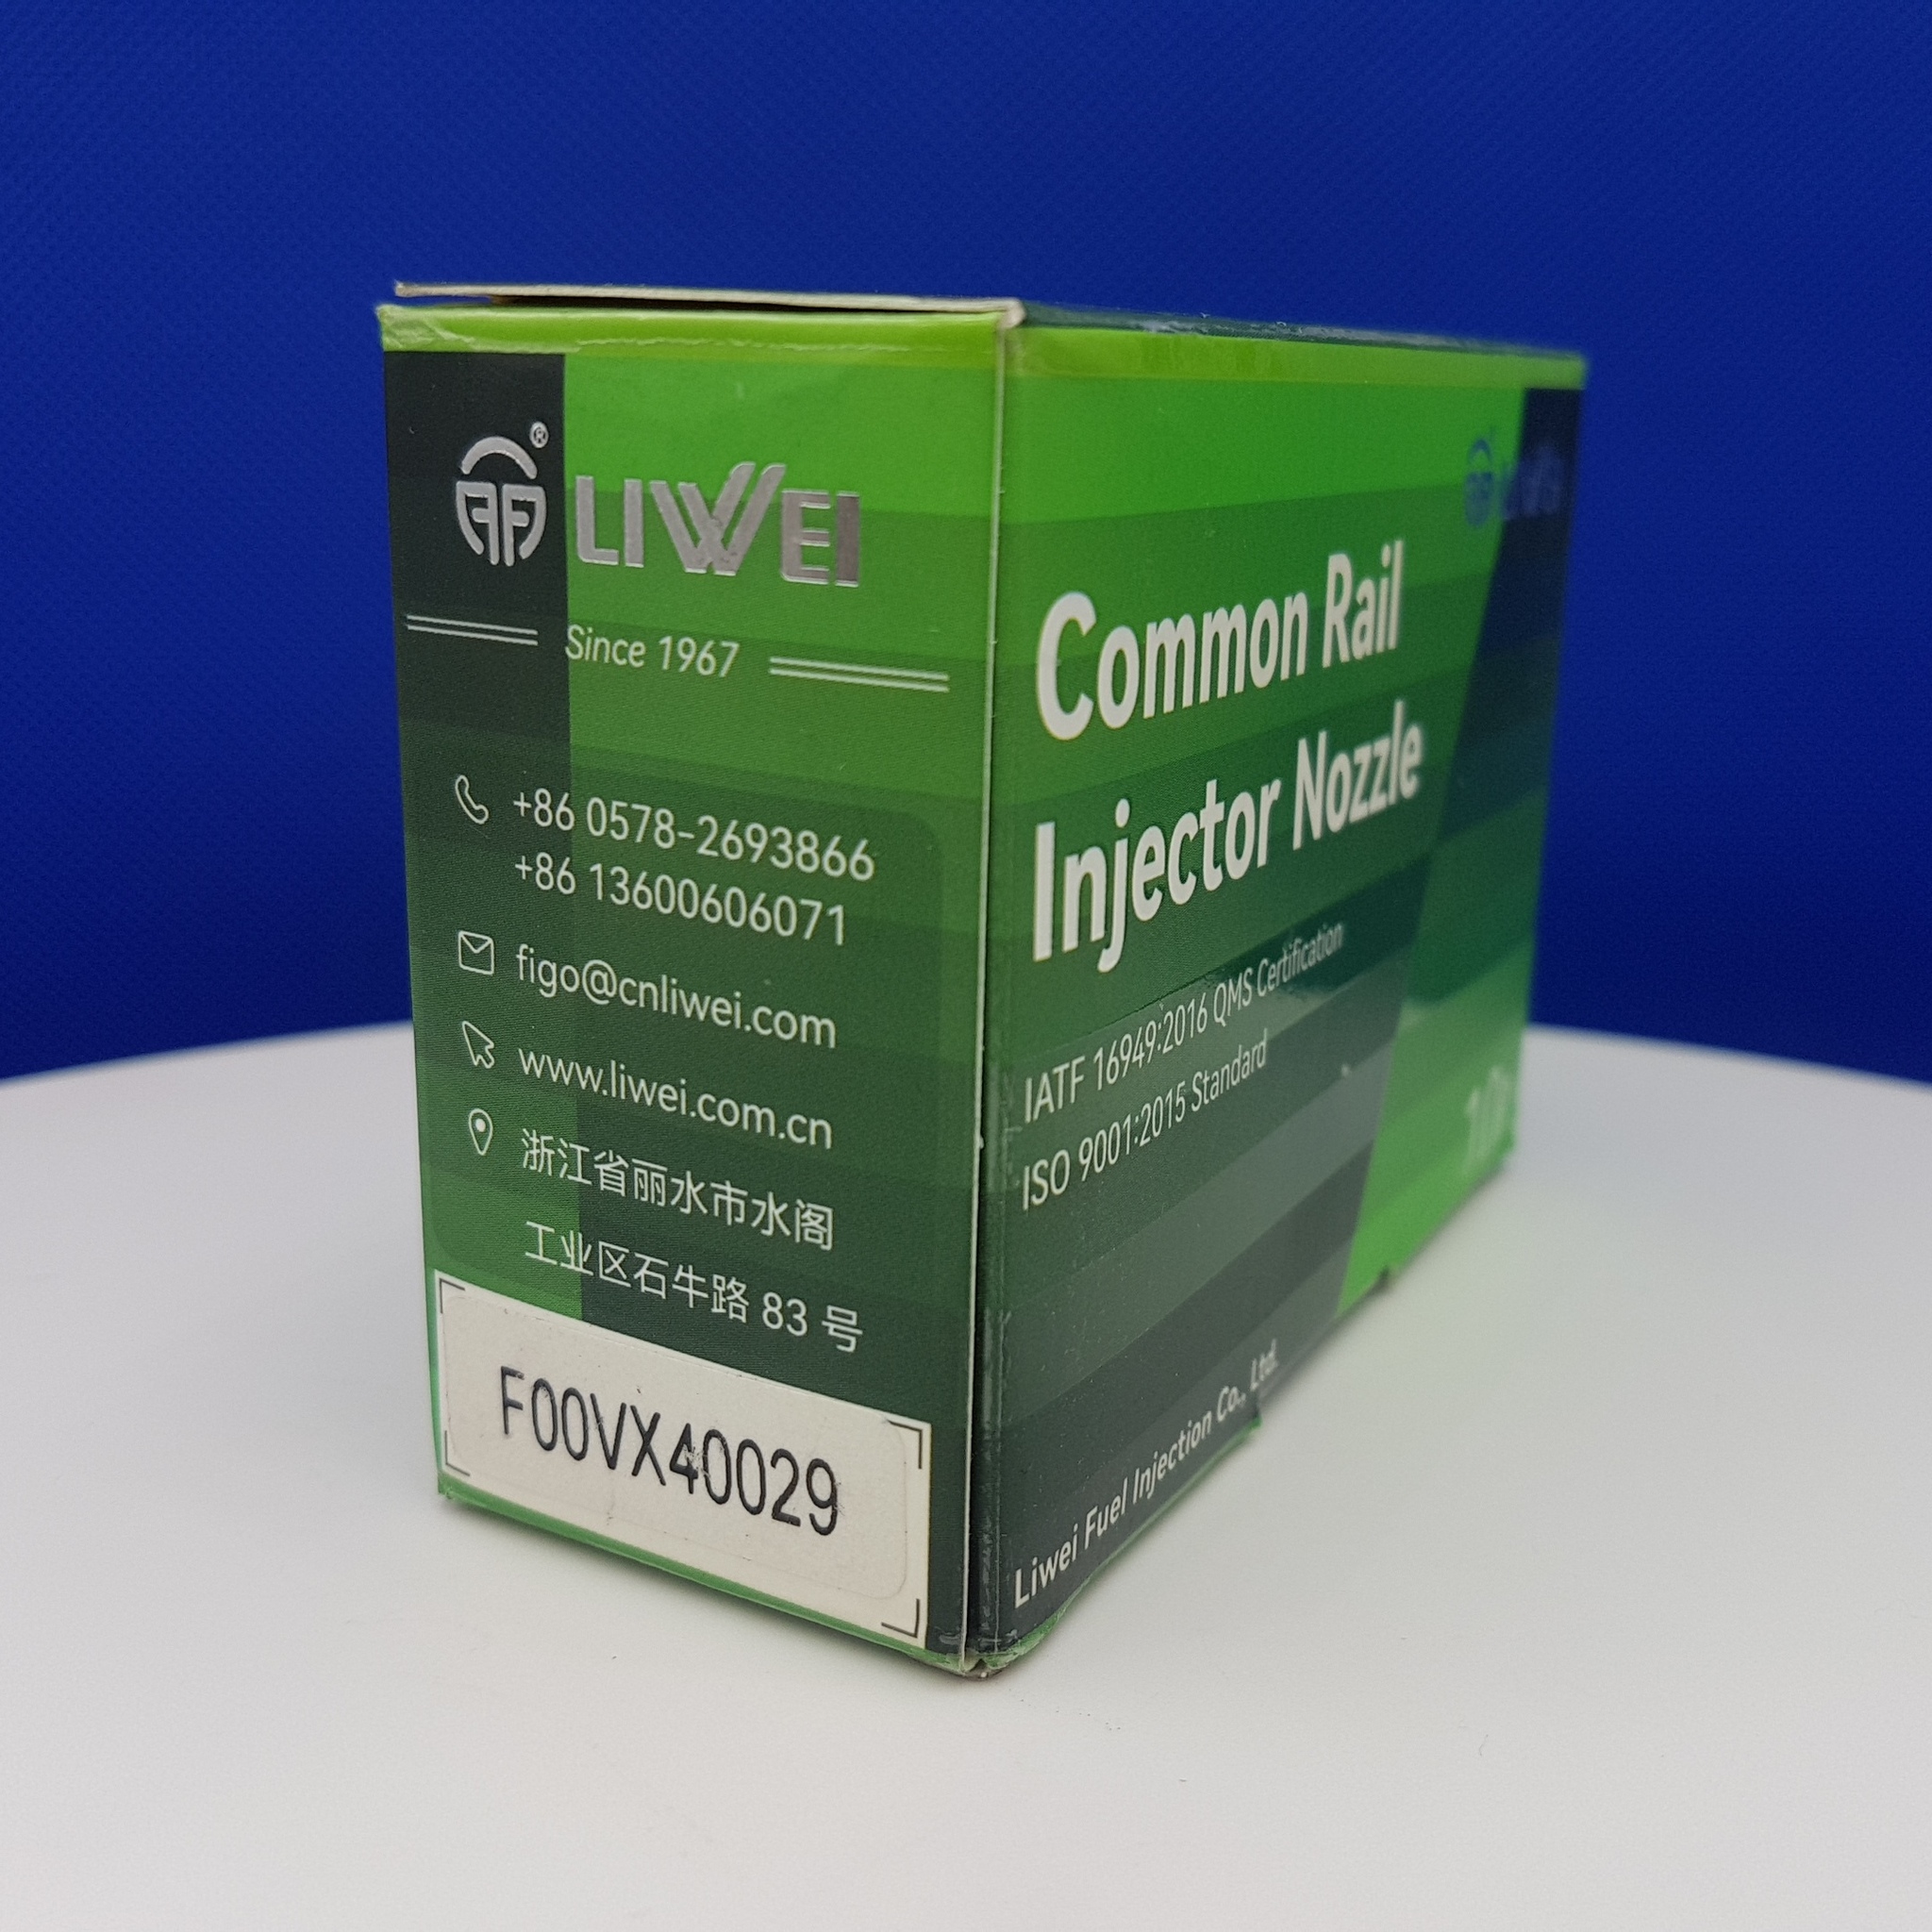 LIWEI
Since 1967
+86 0578-2693866
+86 13600606071
figo@cnliwei.com
www.liwei.com.cn
浙江省丽水市水阁
工业区石牛路 83 号
F00VX40029
Common Rail
Injector Nozzle
IATF 16949:2016 QMS Certification
ISO 9001:2015 Standard
Liwei Fuel Injection Co., Ltd.